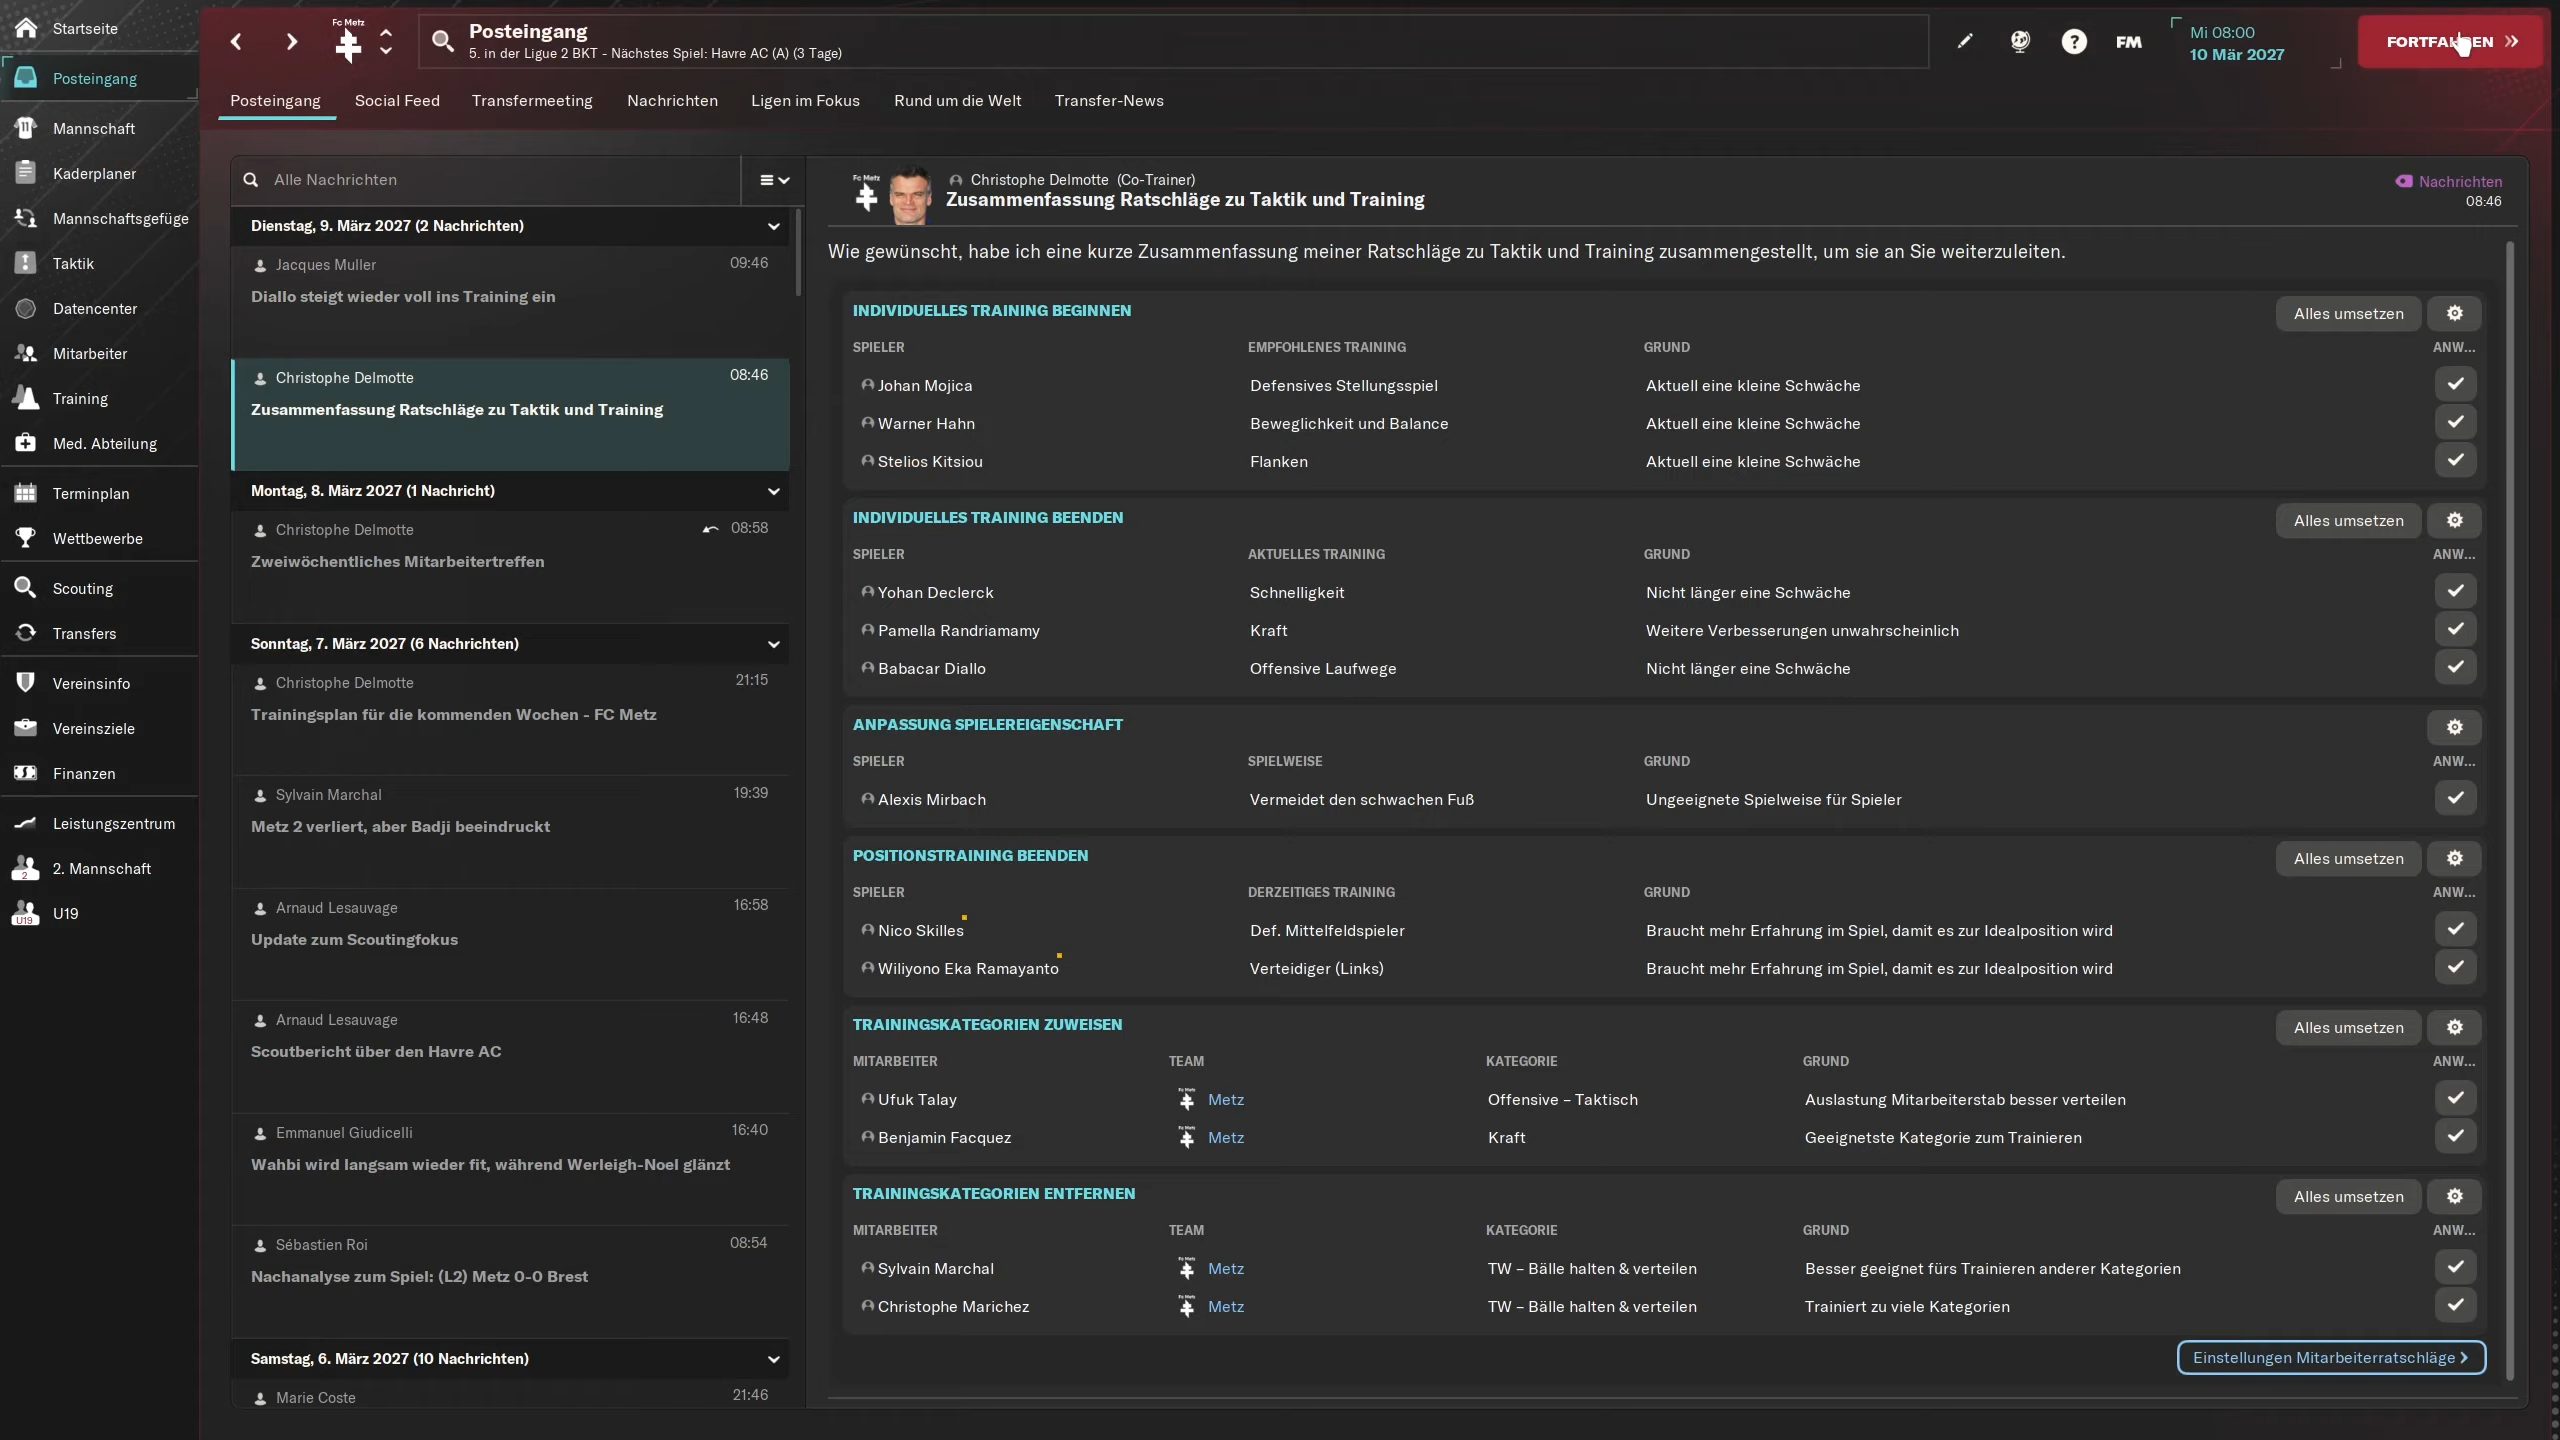 Startseite
Posteingang
Mannschaft
Kaderplaner
Mannschaftsgefüge
Taktik
Datencenter
Mitarbeiter
Training
Med. Abteilung
Terminplan
Wettbewerbe
Scouting
Transfers
Vereinsinfo
Vereinsziele
Finanzen
Leistungszentrum
2
2. Mannschaft
U19
U19
Fc Metz
Posteingang
5. in der Ligue 2 BKT - Nächstes Spiel: Havre AC (A) (3 Tage)
?
FM
Mi 08:00
10 Mär 2027
FORTFAHREN
Posteingang Social Feed Transfermeeting Nachrichten Ligen im Fokus Rund um die Welt Transfer-News
Alle Nachrichten
Dienstag, 9. März 2027 (2 Nachrichten)
Jacques Muller 09:46
Diallo steigt wieder voll ins Training ein
Christophe Delmotte 08:46
Zusammenfassung Ratschläge zu Taktik und Training
Montag, 8. März 2027 (1 Nachricht)
Christophe Delmotte 08:58
Zweiwöchentliches Mitarbeitertreffen
Sonntag, 7. März 2027 (6 Nachrichten)
Christophe Delmotte 21:15
Trainingsplan für die kommenden Wochen - FC Metz
Sylvain Marchal 19:39
Metz 2 verliert, aber Badji beeindruckt
Arnaud Lesauvage 16:58
Update zum Scoutingfokus
Arnaud Lesauvage 16:48
Scoutbericht über den Havre AC
Emmanuel Giudicelli 16:40
Wahbi wird langsam wieder fit, während Werleigh-Noel glänzt
Sébastien Roi 08:54
Nachanalyse zum Spiel: (L2) Metz 0-0 Brest
Samstag, 6. März 2027 (10 Nachrichten)
Marie Coste 21:46
Fc Metz
Christophe Delmotte (Co-Trainer)
Zusammenfassung Ratschläge zu Taktik und Training
Nachrichten
08:46
Wie gewünscht, habe ich eine kurze Zusammenfassung meiner Ratschläge zu Taktik und Training zusammengestellt, um sie an Sie weiterzuleiten.
INDIVIDUELLES TRAINING BEGINNEN Alles umsetzen
SPIELER EMPFOHLENES TRAINING GRUND ANW...
Johan Mojica Defensives Stellungsspiel Aktuell eine kleine Schwäche
Warner Hahn Beweglichkeit und Balance Aktuell eine kleine Schwäche
Stelios Kitsiou Flanken Aktuell eine kleine Schwäche
INDIVIDUELLES TRAINING BEENDEN Alles umsetzen
SPIELER AKTUELLES TRAINING GRUND ANW...
Yohan Declerck Schnelligkeit Nicht länger eine Schwäche
Pamella Randriamamy Kraft Weitere Verbesserungen unwahrscheinlich
Babacar Diallo Offensive Laufwege Nicht länger eine Schwäche
ANPASSUNG SPIELEREIGENSCHAFT
SPIELER SPIELWEISE GRUND ANW...
Alexis Mirbach Vermeidet den schwachen Fuß Ungeeignete Spielweise für Spieler
POSITIONSTRAINING BEENDEN Alles umsetzen
SPIELER DERZEITIGES TRAINING GRUND ANW...
Nico Skilles Def. Mittelfeldspieler Braucht mehr Erfahrung im Spiel, damit es zur Idealposition wird
Wiliyono Eka Ramayanto Verteidiger (Links) Braucht mehr Erfahrung im Spiel, damit es zur Idealposition wird
TRAININGSKATEGORIEN ZUWEISEN Alles umsetzen
MITARBEITER TEAM KATEGORIE GRUND ANW...
Ufuk Talay Fc Metz Metz Offensive – Taktisch Auslastung Mitarbeiterstab besser verteilen
Benjamin Facquez Fc Metz Metz Kraft Geeignetste Kategorie zum Trainieren
TRAININGSKATEGORIEN ENTFERNEN Alles umsetzen
MITARBEITER TEAM KATEGORIE GRUND ANW...
Sylvain Marchal Fc Metz Metz TW – Bälle halten & verteilen Besser geeignet fürs Trainieren anderer Kategorien
Christophe Marichez Fc Metz Metz TW – Bälle halten & verteilen Trainiert zu viele Kategorien
Einstellungen Mitarbeiterratschläge